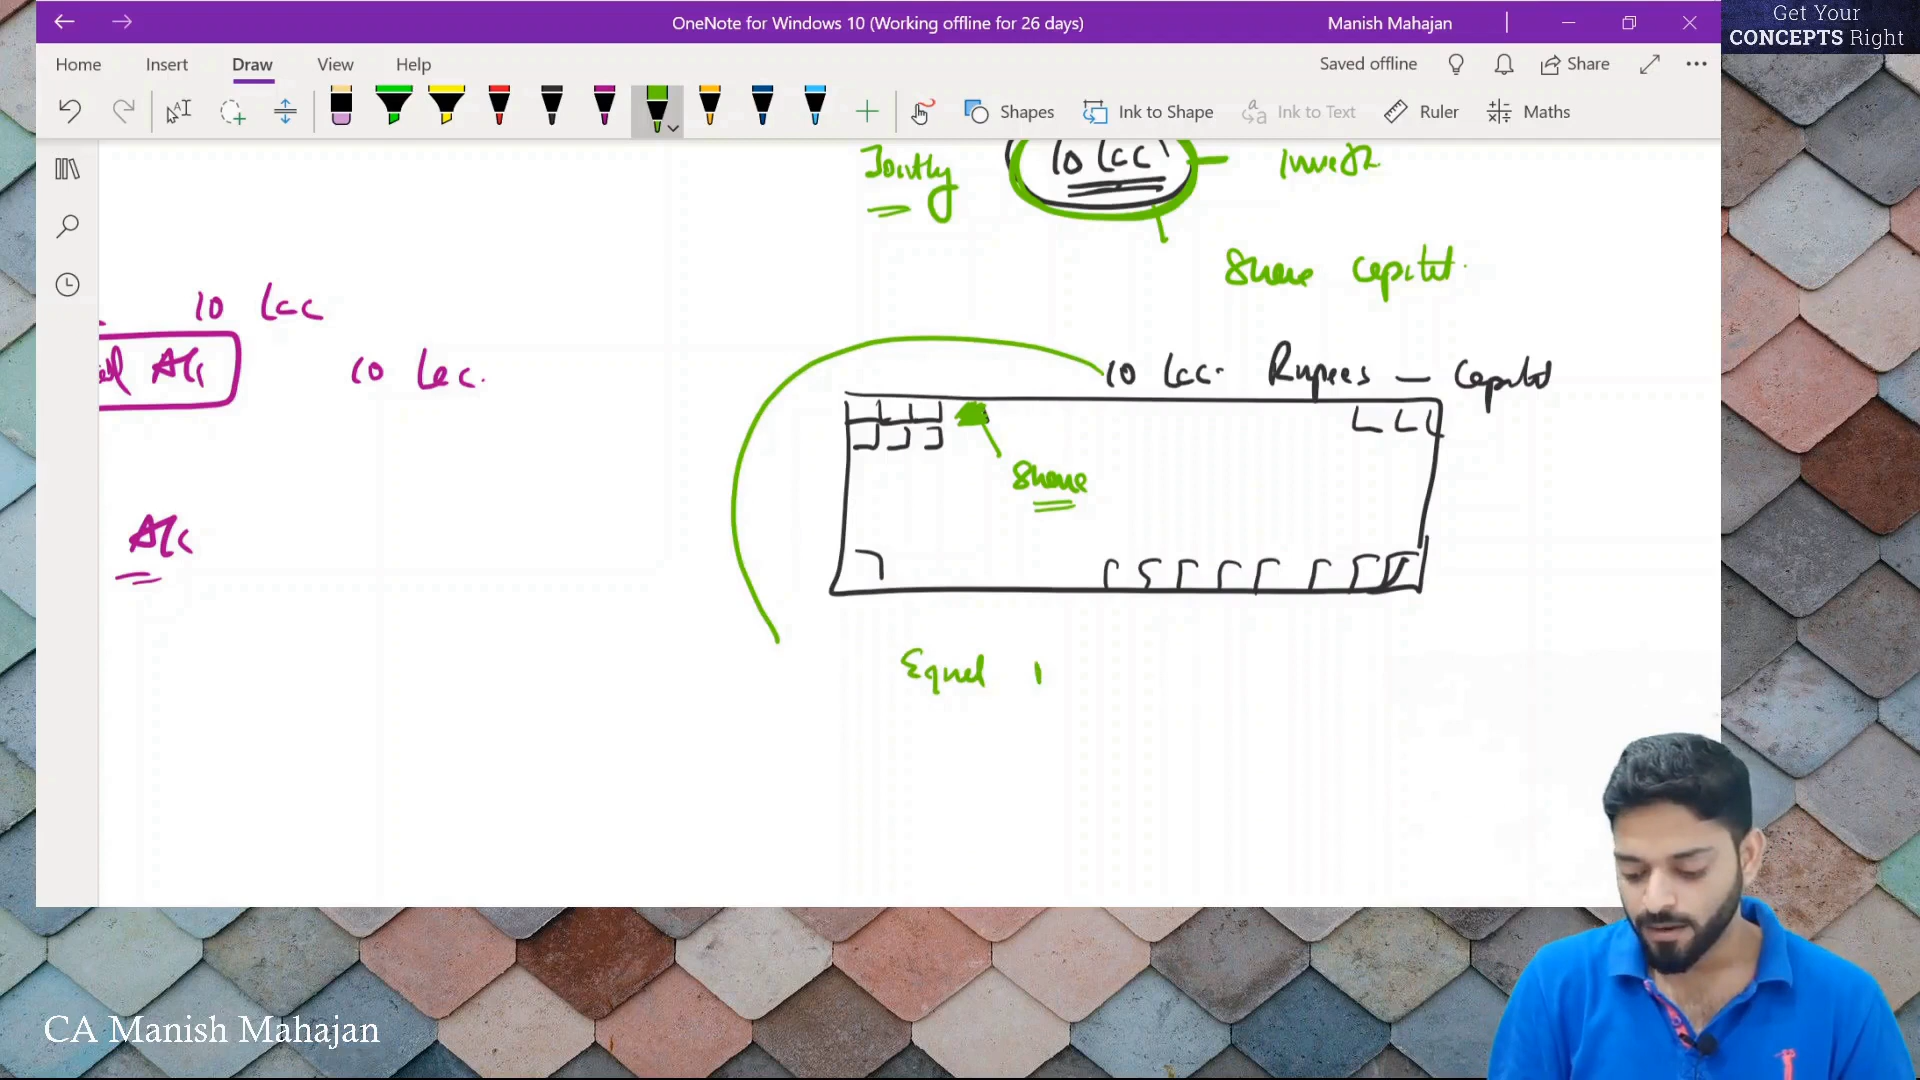 Get Your
CONCEPTS Right
OneNote for Windows 10 (Working offline for 26 days)
Manish Mahajan
Home Insert Draw View Help
Saved offline
Share
Shapes
Ink to Shape
Ink to Text
Ruler
Maths
Jointly
10 Lac
Share Capital.
10 Lac
A/c
10 Lac.
10 Lac. Rupees — Capital
Share
A/c
Equal
CA Manish Mahajan